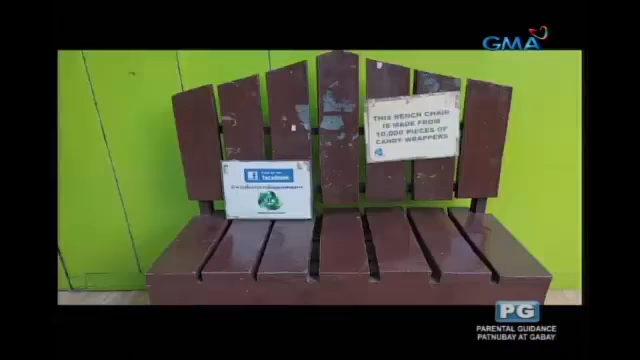 GMA
THIS BENCH CHAIR
IS MADE FROM
10,000 PIECES OF
CANDY WRAPPERS
facebook
PG
PARENTAL GUIDANCE
PATNUBAY AT GABAY